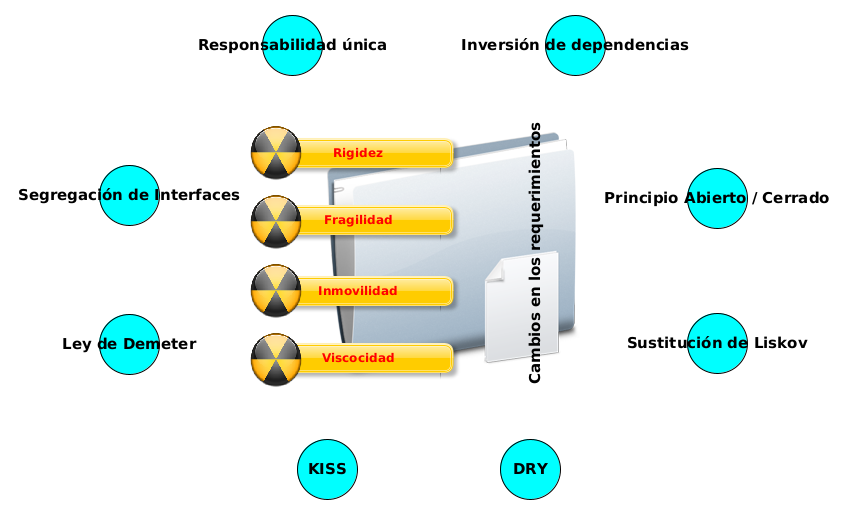 Responsabilidad única
Inversión de dependencias
Segregación de Interfaces
Principio Abierto / Cerrado
Rigidez
Fragilidad
Inmovilidad
Viscocidad
Cambios en los requerimientos
Ley de Demeter
Sustitución de Liskov
KISS
DRY